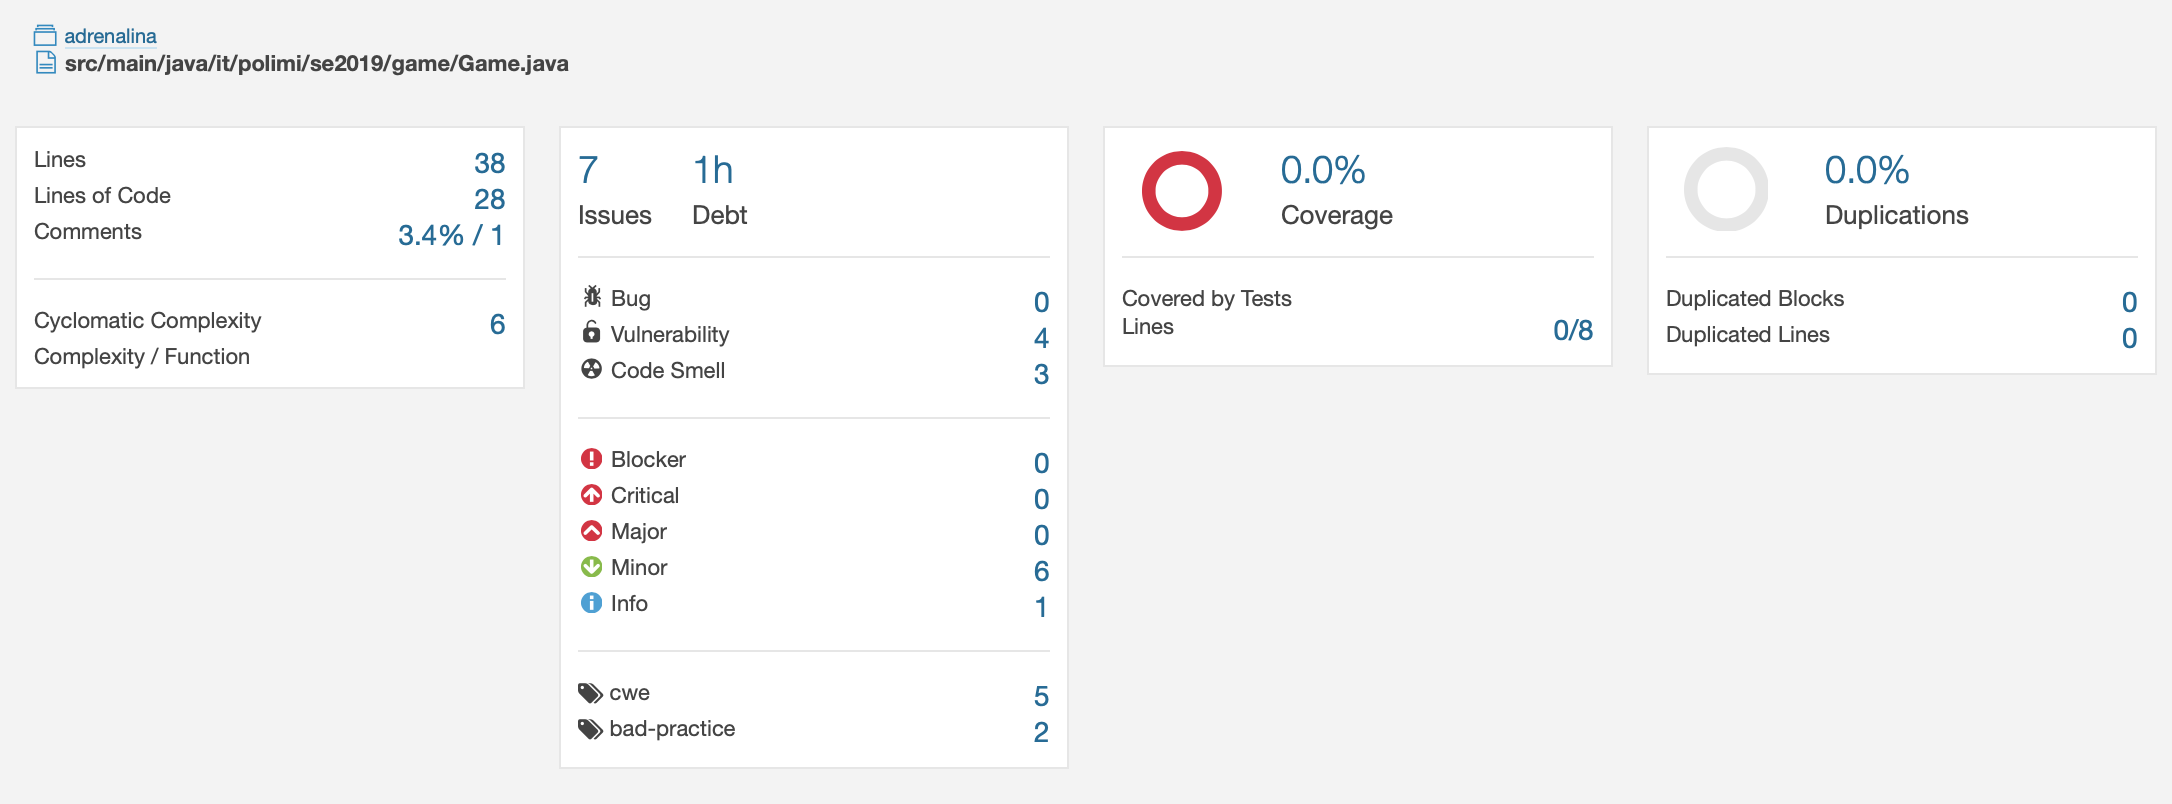 adrenalina
src/main/java/it/polimi/se2019/game/Game.java
Lines 38
Lines of Code 28
Comments 3.4% / 1
Cyclomatic Complexity 6
Complexity / Function
7 1h
Issues Debt
Bug 0
Vulnerability 4
Code Smell 3
Blocker 0
Critical 0
Major 0
Minor 6
Info 1
cwe 5
bad-practice 2
0.0%
Coverage
Covered by Tests
Lines 0/8
0.0%
Duplications
Duplicated Blocks 0
Duplicated Lines 0